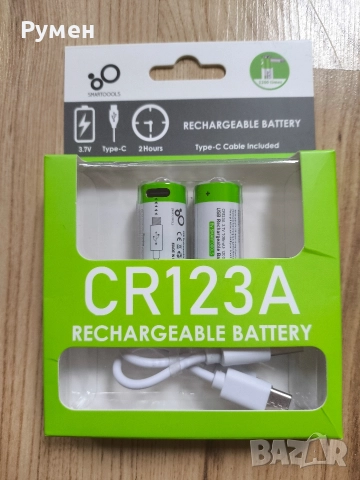 Румен
SMARTOOOLS
RECHARGEABLE BATTERY
3.7V
Type-C
2 Hours
Type-C Cable included
CR123A
RECHARGEABLE BATTERY
BAZAR